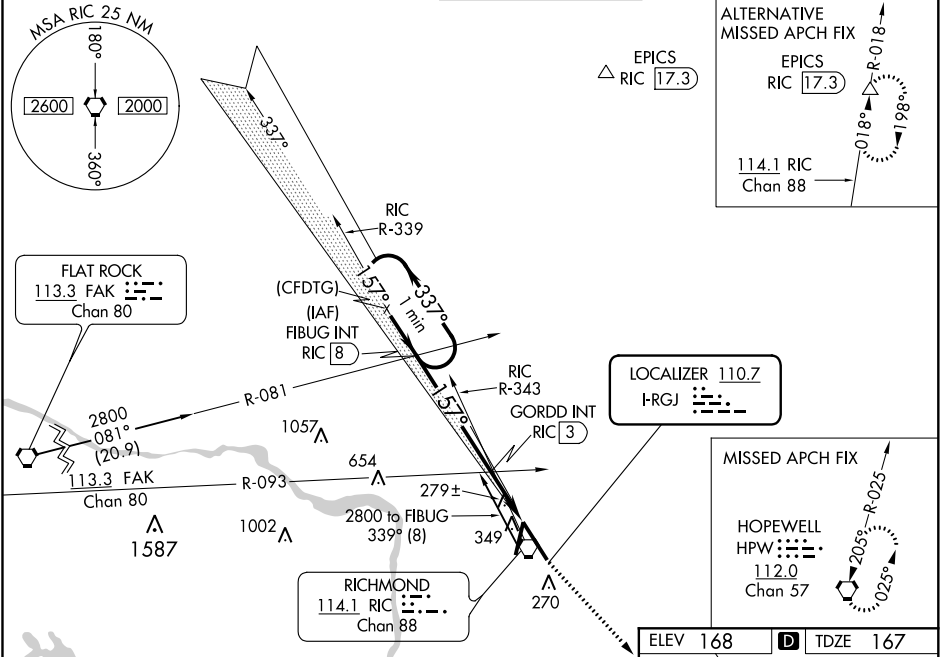 MSA RIC 25 NM
180°
2600
2000
360°
EPICS
RIC 17.3
ALTERNATIVE
MISSED APCH FIX
EPICS
RIC 17.3
R-018
018°
198°
114.1 RIC
Chan 88
337°
RIC
R-339
FLAT ROCK
113.3 FAK
Chan 80
(CFDTG)
(IAF)
FIBUG INT
RIC 8
157°
1 min
337°
RIC
R-343
157°
GORDD INT
RIC 3
LOCALIZER 110.7
I-RGJ
2800
081°
(20.9)
R-081
1057
654
113.3 FAK
Chan 80
R-093
279±
1587
1002
2800 to FIBUG
339° (8)
349
270
RICHMOND
114.1 RIC
Chan 88
MISSED APCH FIX
R-025
205°
025°
HOPEWELL
HPW
112.0
Chan 57
ELEV 168 D TDZE 167